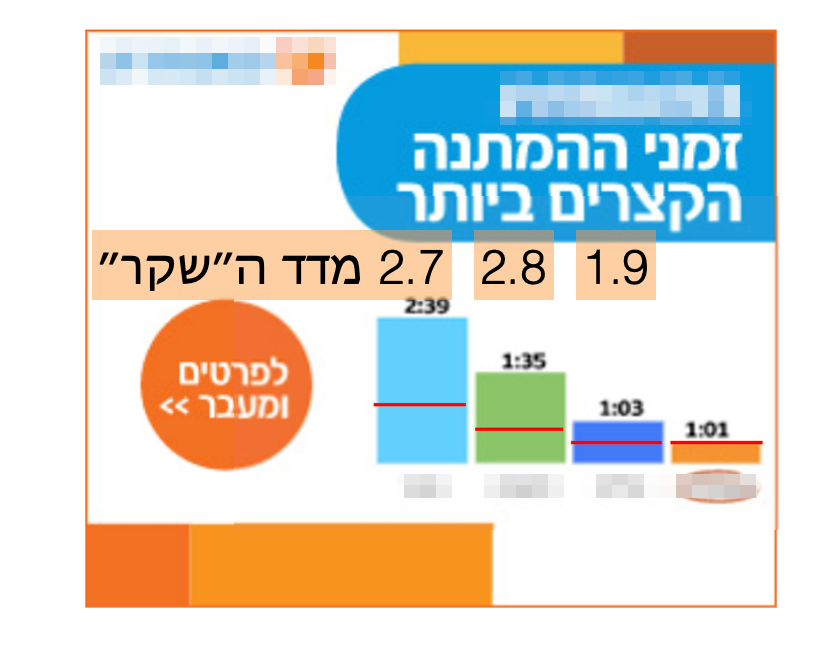 זמני ההמתנה
הקצרים ביותר
מדד ה״שקר״ 2.7 2.8 1.9
2:39
1:35
1:03
1:01
לפרטים
ומעבר >>